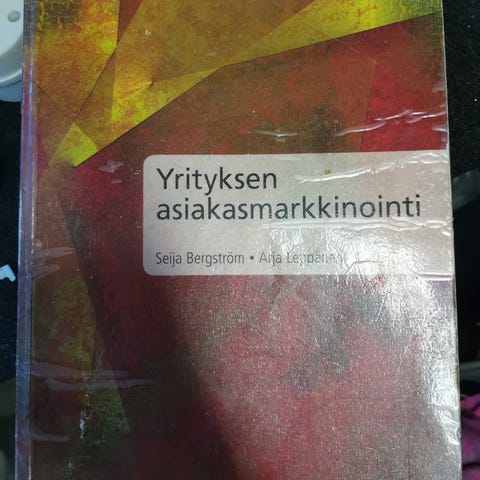 Yrityksen
asiakasmarkkinointi
Seija Bergström • Arja Leppänen